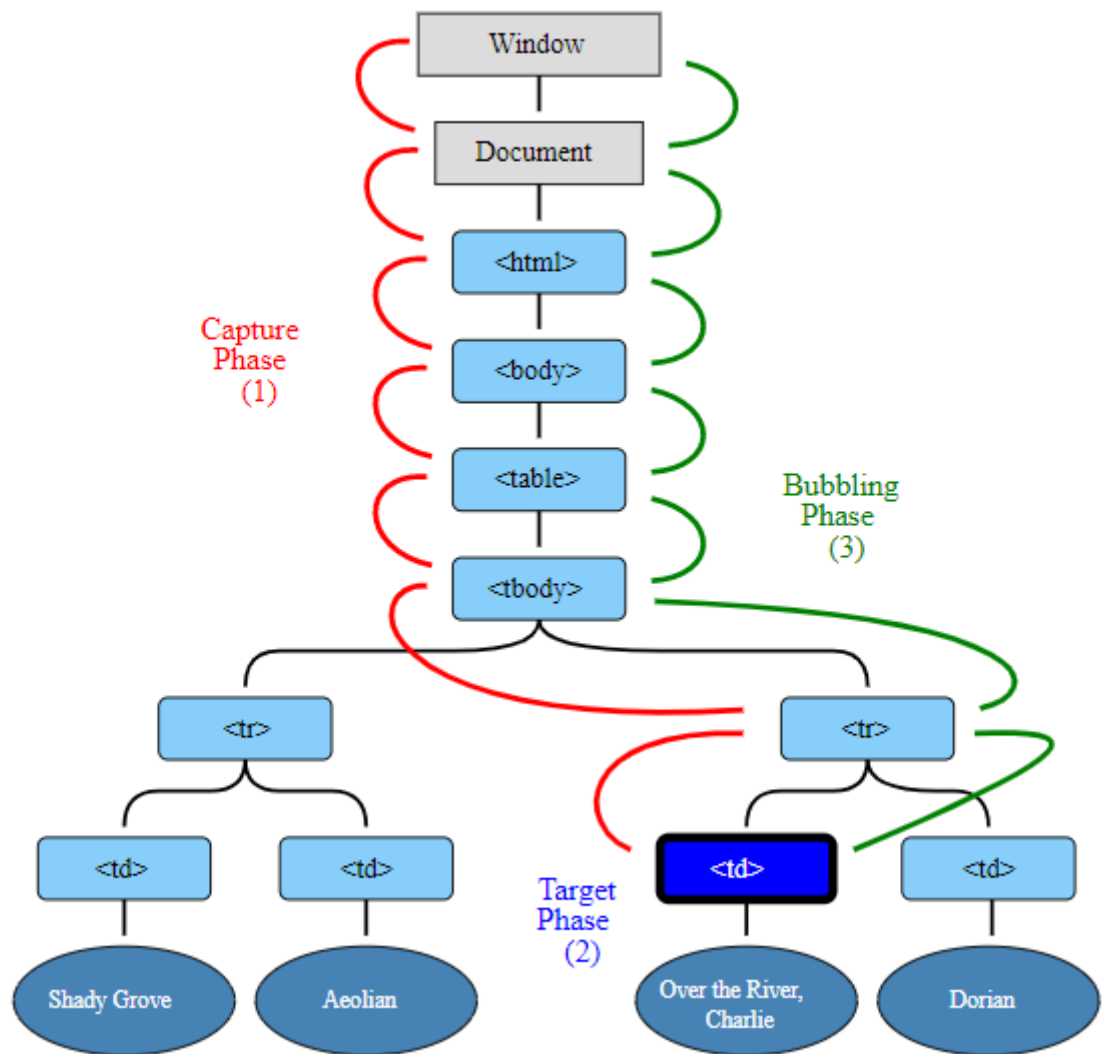 Window
Document
<html>
Capture
Phase
(1)
<body>
<table>
Bubbling
Phase
(3)
<tbody>
<tr>
<tr>
<td>
<td>
<td>
<td>
Target
Phase
(2)
Shady Grove
Aeolian
Over the River,
Charlie
Dorian